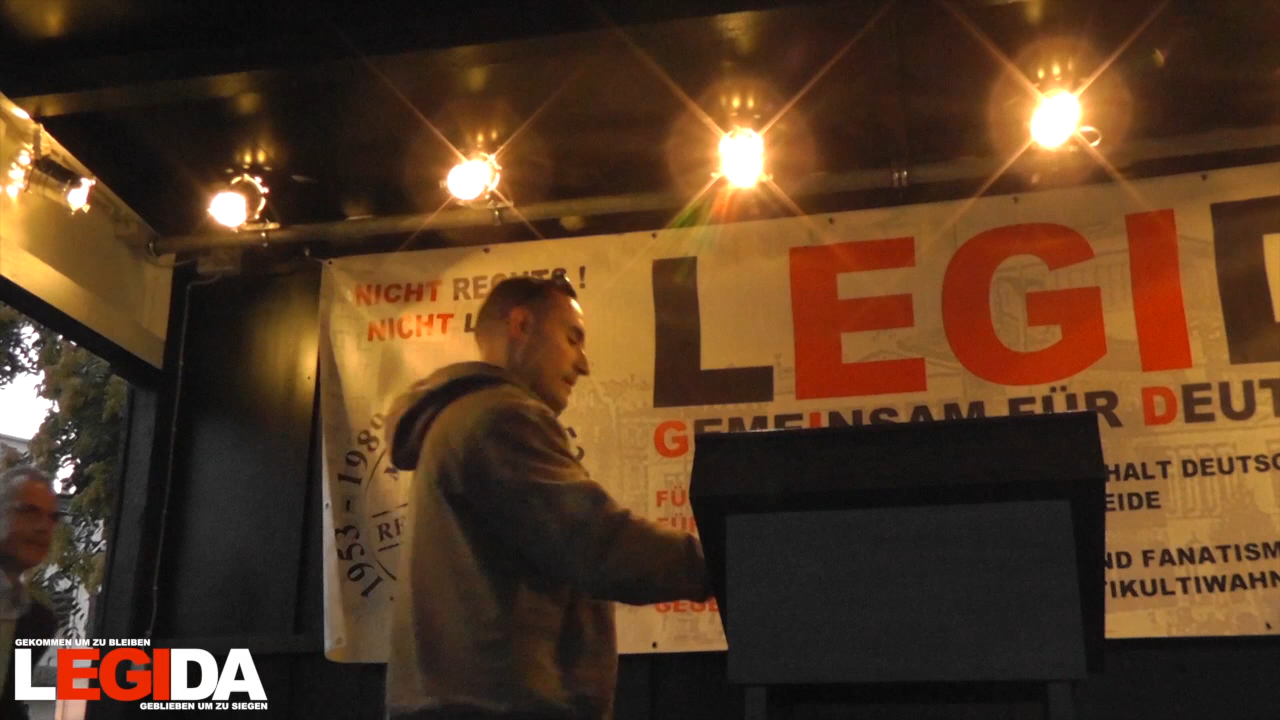 NICHT RECHTS!
NICHT
LEGID
GEMEINSAM FÜR DEUT
HALT DEUTSC
EIDE
ND FANATISM
TIKULTIWAHN
1953-1989
GEKOMMEN UM ZU BLEIBEN
LEGIDA
GEBLIEBEN UM ZU SIEGEN